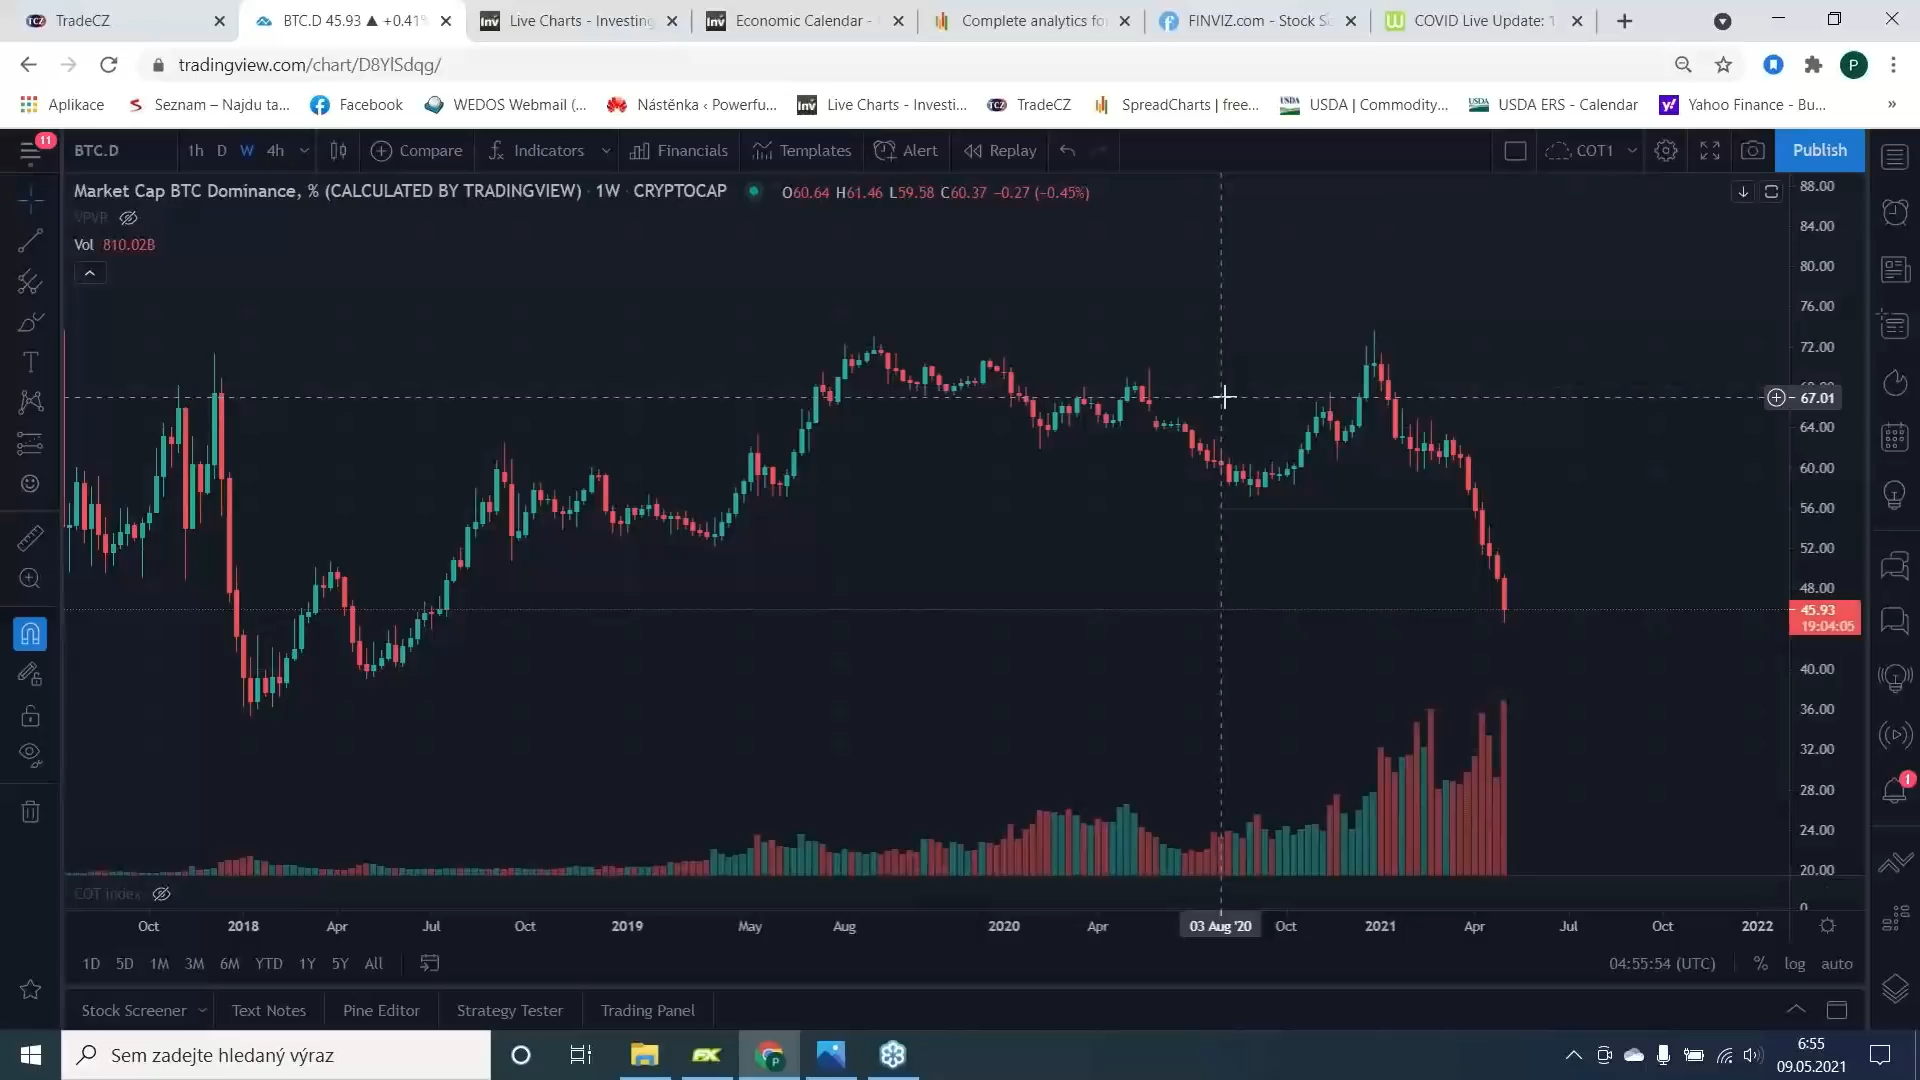 TradeCZ
BTC.D 45.93 ▲ +0.41%
Live Charts - Investing
Economic Calendar -
Complete analytics fo
FINVIZ.com - Stock Sc
COVID Live Update: 1
tradingview.com/chart/D8YlSdqg/
P
Aplikace
Seznam – Najdu ta...
Facebook
WEDOS Webmail (...
Nástěnka ‹ Powerfu...
Live Charts - Investi...
TradeCZ
SpreadCharts | free...
USDA | Commodity...
USDA ERS - Calendar
Yahoo Finance - Bu...
»
11
BTC.D
1h D W 4h
Compare
Indicators
Financials
Templates
Alert
Replay
COT1
Publish
Market Cap BTC Dominance, % (CALCULATED BY TRADINGVIEW) · 1W · CRYPTOCAP
O60.64 H61.46 L59.58 C60.37 −0.27 (−0.45%)
VPVR
Vol 810.02B
88.00
84.00
80.00
76.00
72.00
67.01
64.00
60.00
56.00
52.00
48.00
45.93
19:04:05
40.00
36.00
32.00
28.00
24.00
20.00
0
1
COT index
Oct 2018 Apr Jul Oct 2019 May Aug 2020 Apr 03 Aug '20 Oct 2021 Apr Jul Oct 2022
1D 5D 1M 3M 6M YTD 1Y 5Y All
04:55:54 (UTC) % log auto
Stock Screener
Text Notes
Pine Editor
Strategy Tester
Trading Panel
Sem zadejte hledaný výraz
FX
6:55
09.05.2021